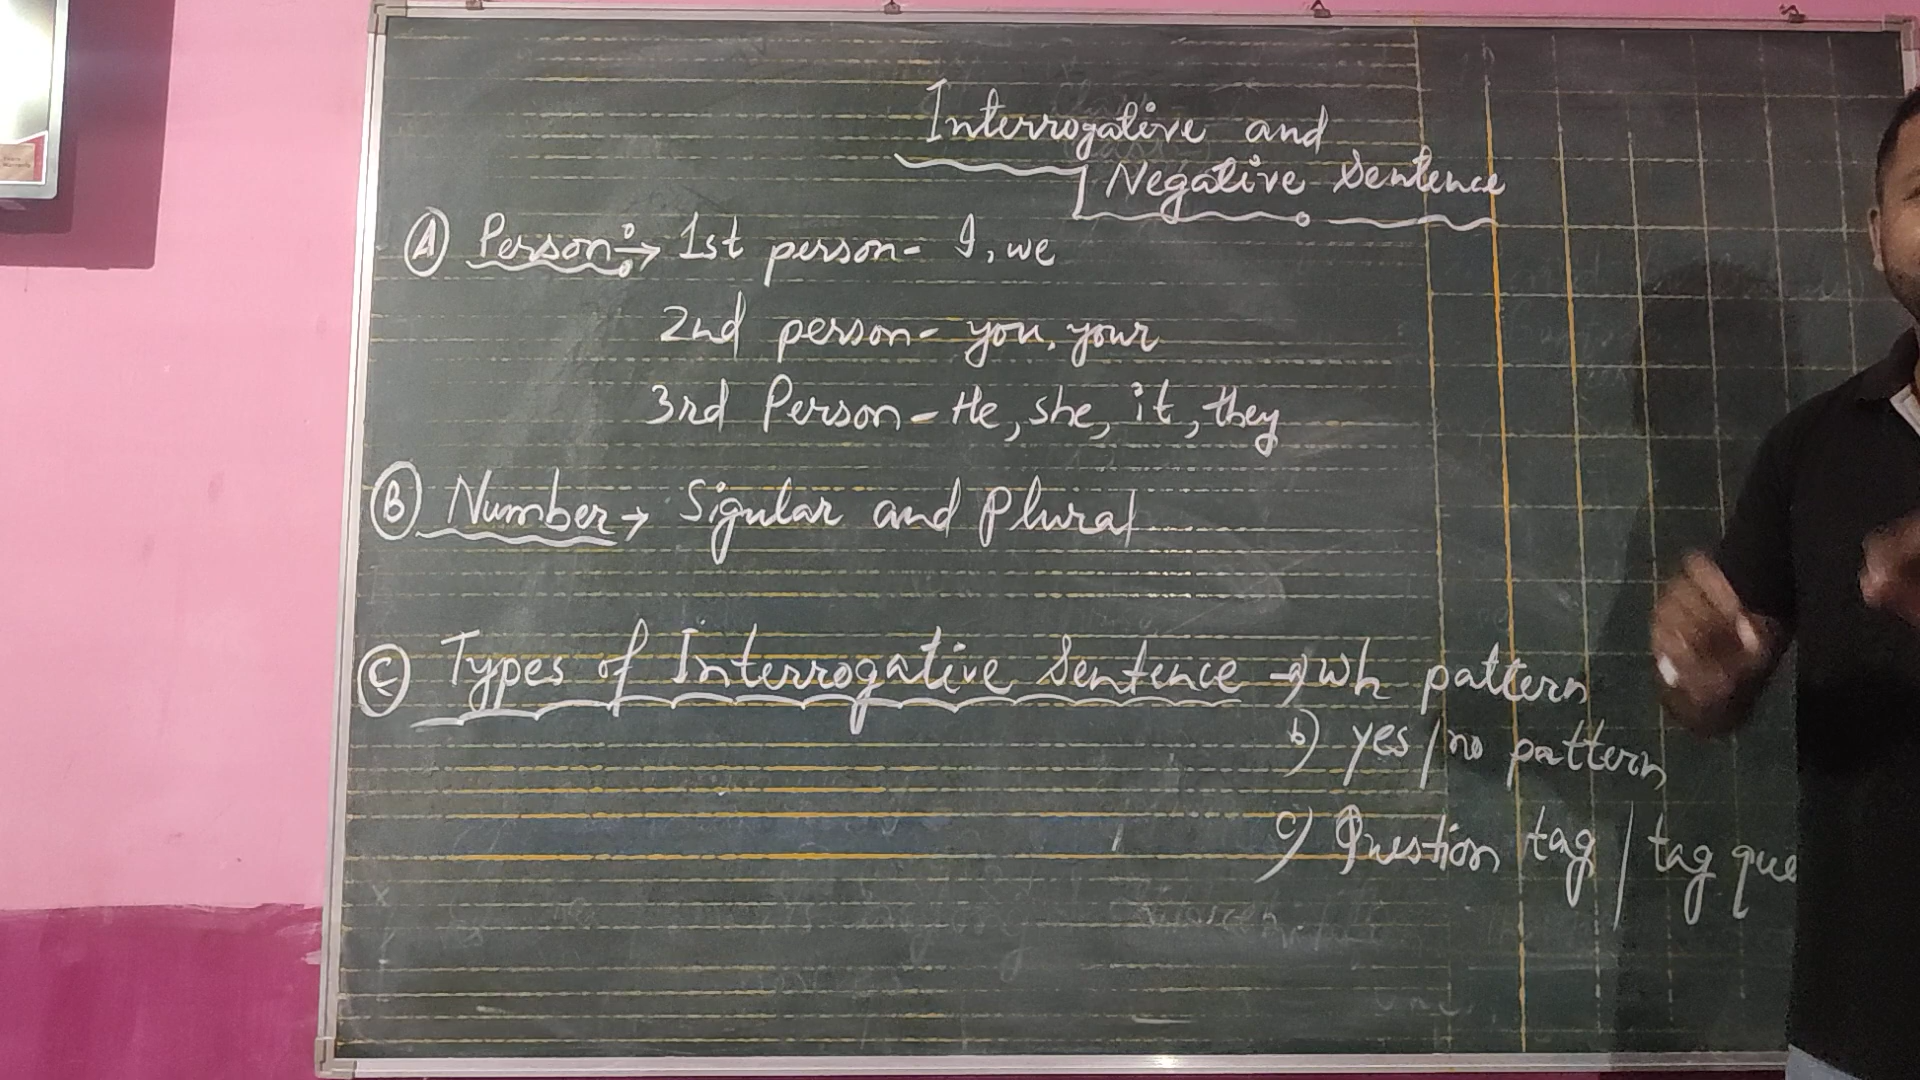 Interrogative and
Negative Sentence
(A) Person:→ 1st person- I, we
2nd person- you, your
3rd Person- He, she, it, they
(B) Number→ Sigular and Plural
(C) Types of Interrogative Sentence → wh pattern
b) yes/no pattern
c) Question tag / tag que